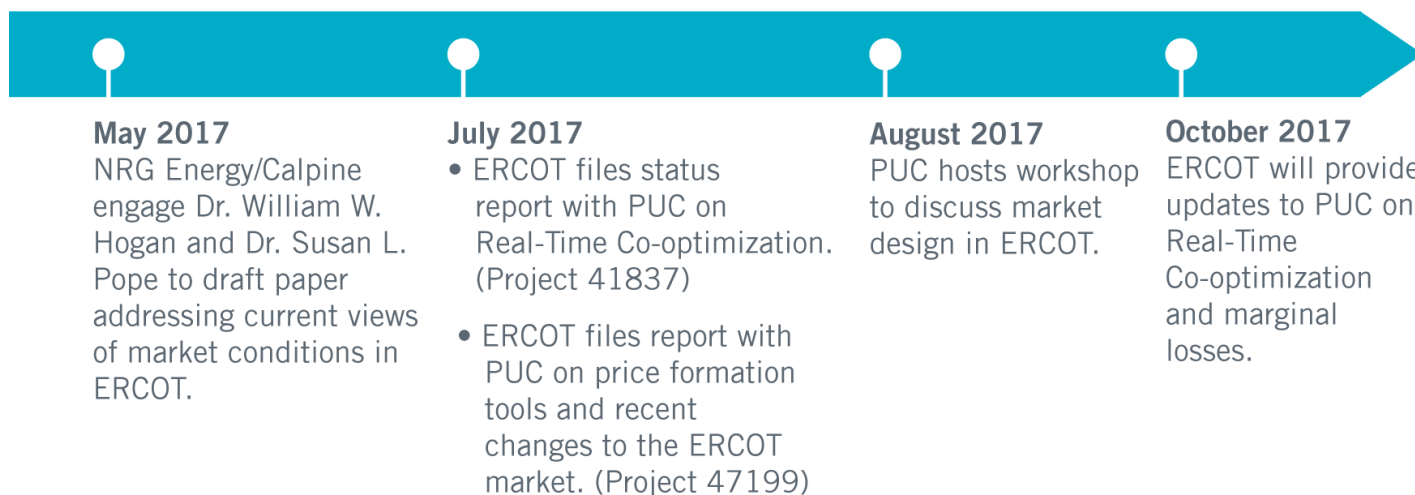 May 2017
NRG Energy/Calpine
engage Dr. William W.
Hogan and Dr. Susan L.
Pope to draft paper
addressing current views
of market conditions in
ERCOT.
July 2017
• ERCOT files status
report with PUC on
Real-Time Co-optimization.
(Project 41837)
• ERCOT files report with
PUC on price formation
tools and recent
changes to the ERCOT
market. (Project 47199)
August 2017
PUC hosts workshop
to discuss market
design in ERCOT.
October 2017
ERCOT will provide
updates to PUC on
Real-Time
Co-optimization
and marginal
losses.